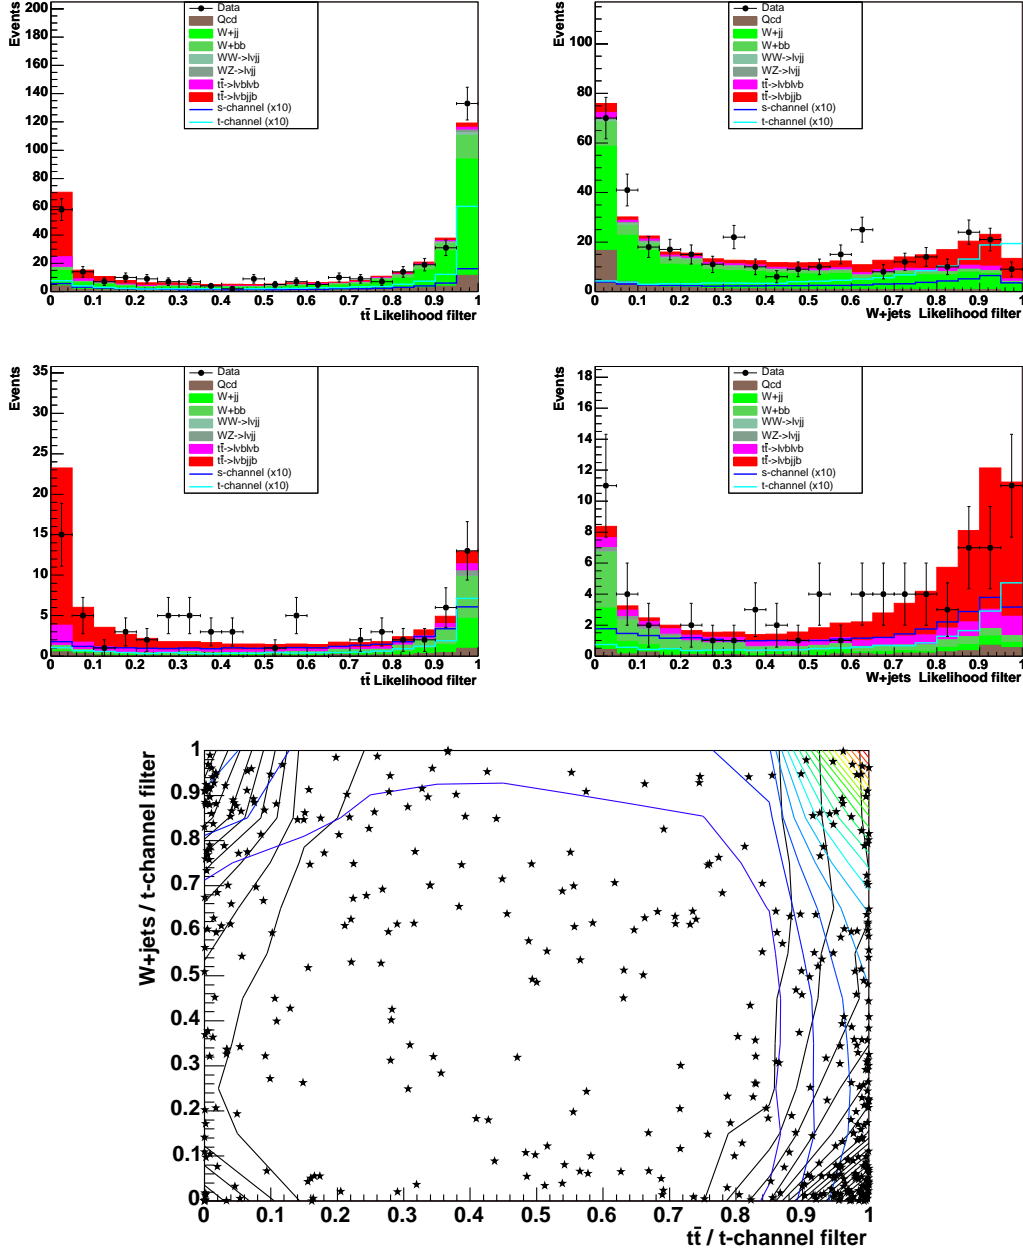 Events
200
180
160
140
120
100
80
60
40
20
0
Data
Qcd
W+jj
W+bb
WW->lvjj
WZ->lvjj
tt̄->lvblvb
tt̄->lvbjjb
s-channel (x10)
t-channel (x10)
0 0.1 0.2 0.3 0.4 0.5 0.6 0.7 0.8 0.9 1
tt̄ Likelihood filter
Events
100
80
60
40
20
0
Data
Qcd
W+jj
W+bb
WW->lvjj
WZ->lvjj
tt̄->lvblvb
tt̄->lvbjjb
s-channel (x10)
t-channel (x10)
0 0.1 0.2 0.3 0.4 0.5 0.6 0.7 0.8 0.9 1
W+jets Likelihood filter
Events
35
30
25
20
15
10
5
0
Data
Qcd
W+jj
W+bb
WW->lvjj
WZ->lvjj
tt̄->lvblvb
tt̄->lvbjjb
s-channel (x10)
t-channel (x10)
0 0.1 0.2 0.3 0.4 0.5 0.6 0.7 0.8 0.9 1
tt̄ Likelihood filter
Events
18
16
14
12
10
8
6
4
2
0
Data
Qcd
W+jj
W+bb
WW->lvjj
WZ->lvjj
tt̄->lvblvb
tt̄->lvbjjb
s-channel (x10)
t-channel (x10)
0 0.1 0.2 0.3 0.4 0.5 0.6 0.7 0.8 0.9 1
W+jets Likelihood filter
W+jets / t-channel filter
1
0.9
0.8
0.7
0.6
0.5
0.4
0.3
0.2
0.1
0
0 0.1 0.2 0.3 0.4 0.5 0.6 0.7 0.8 0.9 1
tt̄ / t-channel filter